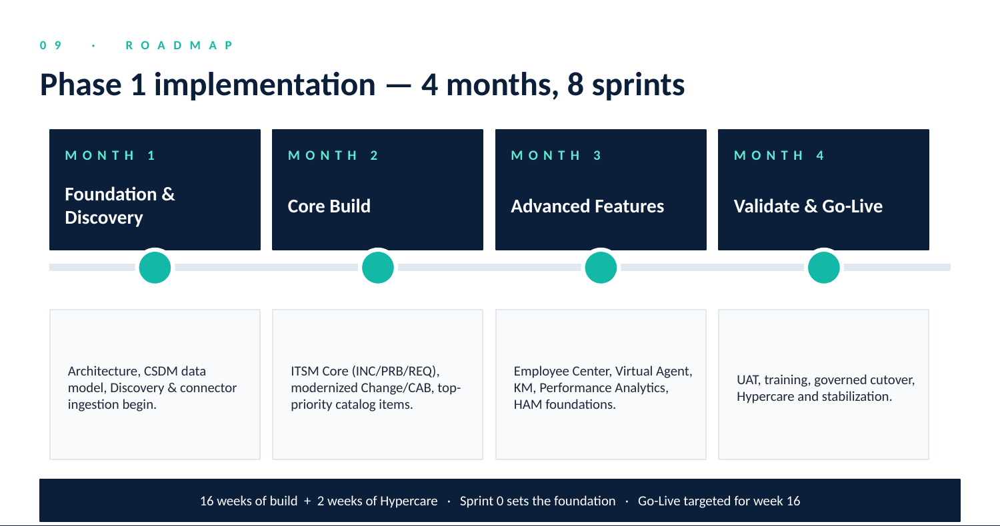 09 · ROADMAP
Phase 1 implementation — 4 months, 8 sprints
MONTH 1
Foundation &
Discovery
MONTH 2
Core Build
MONTH 3
Advanced Features
MONTH 4
Validate & Go-Live
Architecture, CSDM data
model, Discovery & connector
ingestion begin.
ITSM Core (INC/PRB/REQ),
modernized Change/CAB, top-
priority catalog items.
Employee Center, Virtual Agent,
KM, Performance Analytics,
HAM foundations.
UAT, training, governed cutover,
Hypercare and stabilization.
16 weeks of build + 2 weeks of Hypercare · Sprint 0 sets the foundation · Go-Live targeted for week 16